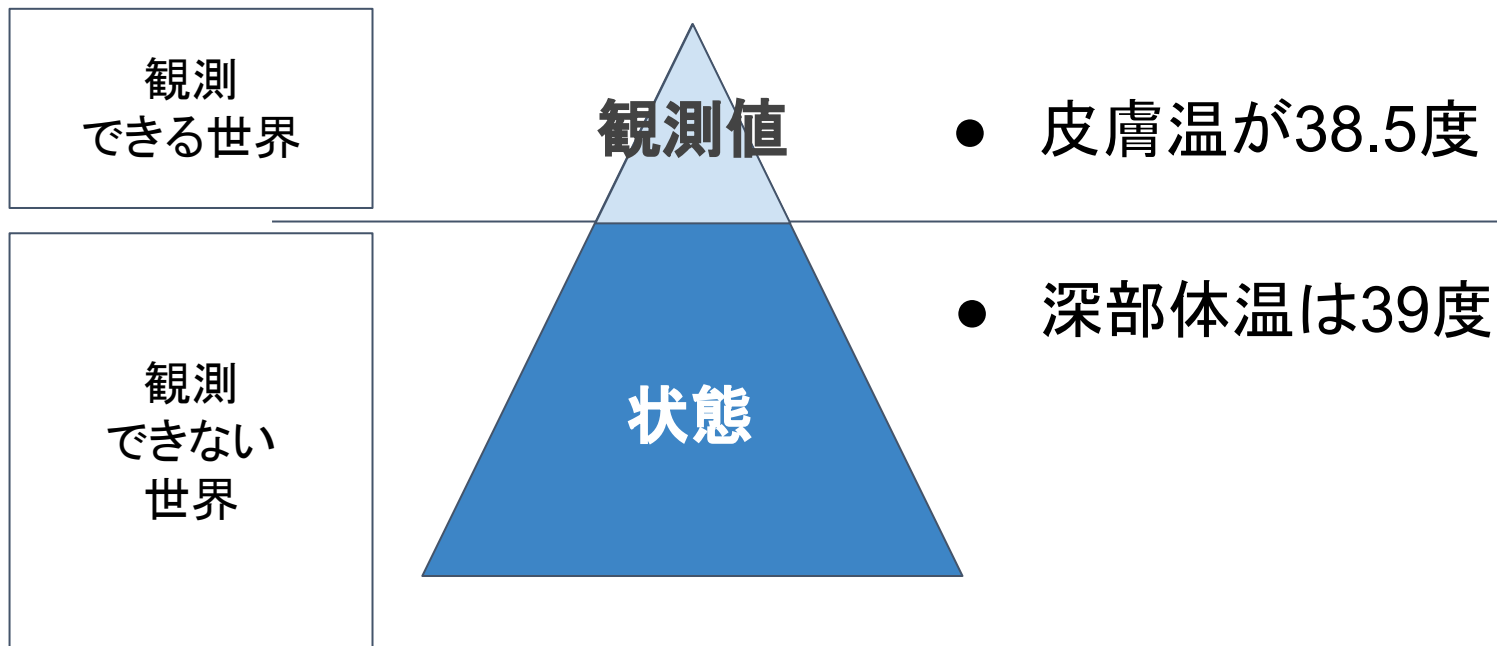 観測
できる世界
観測値
● 皮膚温が38.5度
● 深部体温は39度
観測
できない
世界
状態